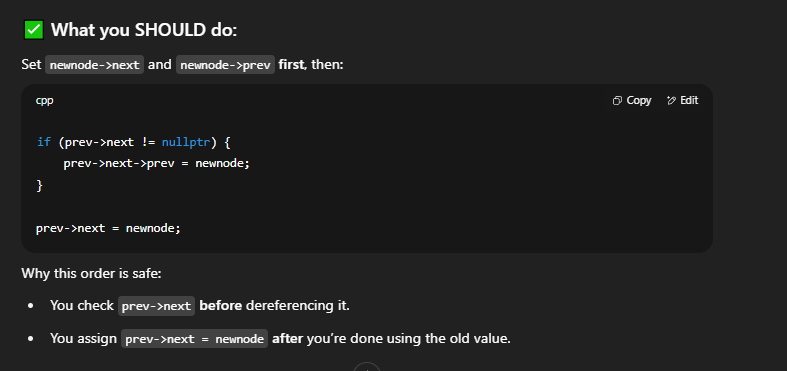 ✅ What you SHOULD do:
Set newnode->next and newnode->prev first, then:
cpp Copy Edit
if (prev->next != nullptr) {
    prev->next->prev = newnode;
}
prev->next = newnode;
Why this order is safe:
• You check prev->next before dereferencing it.
• You assign prev->next = newnode after you're done using the old value.